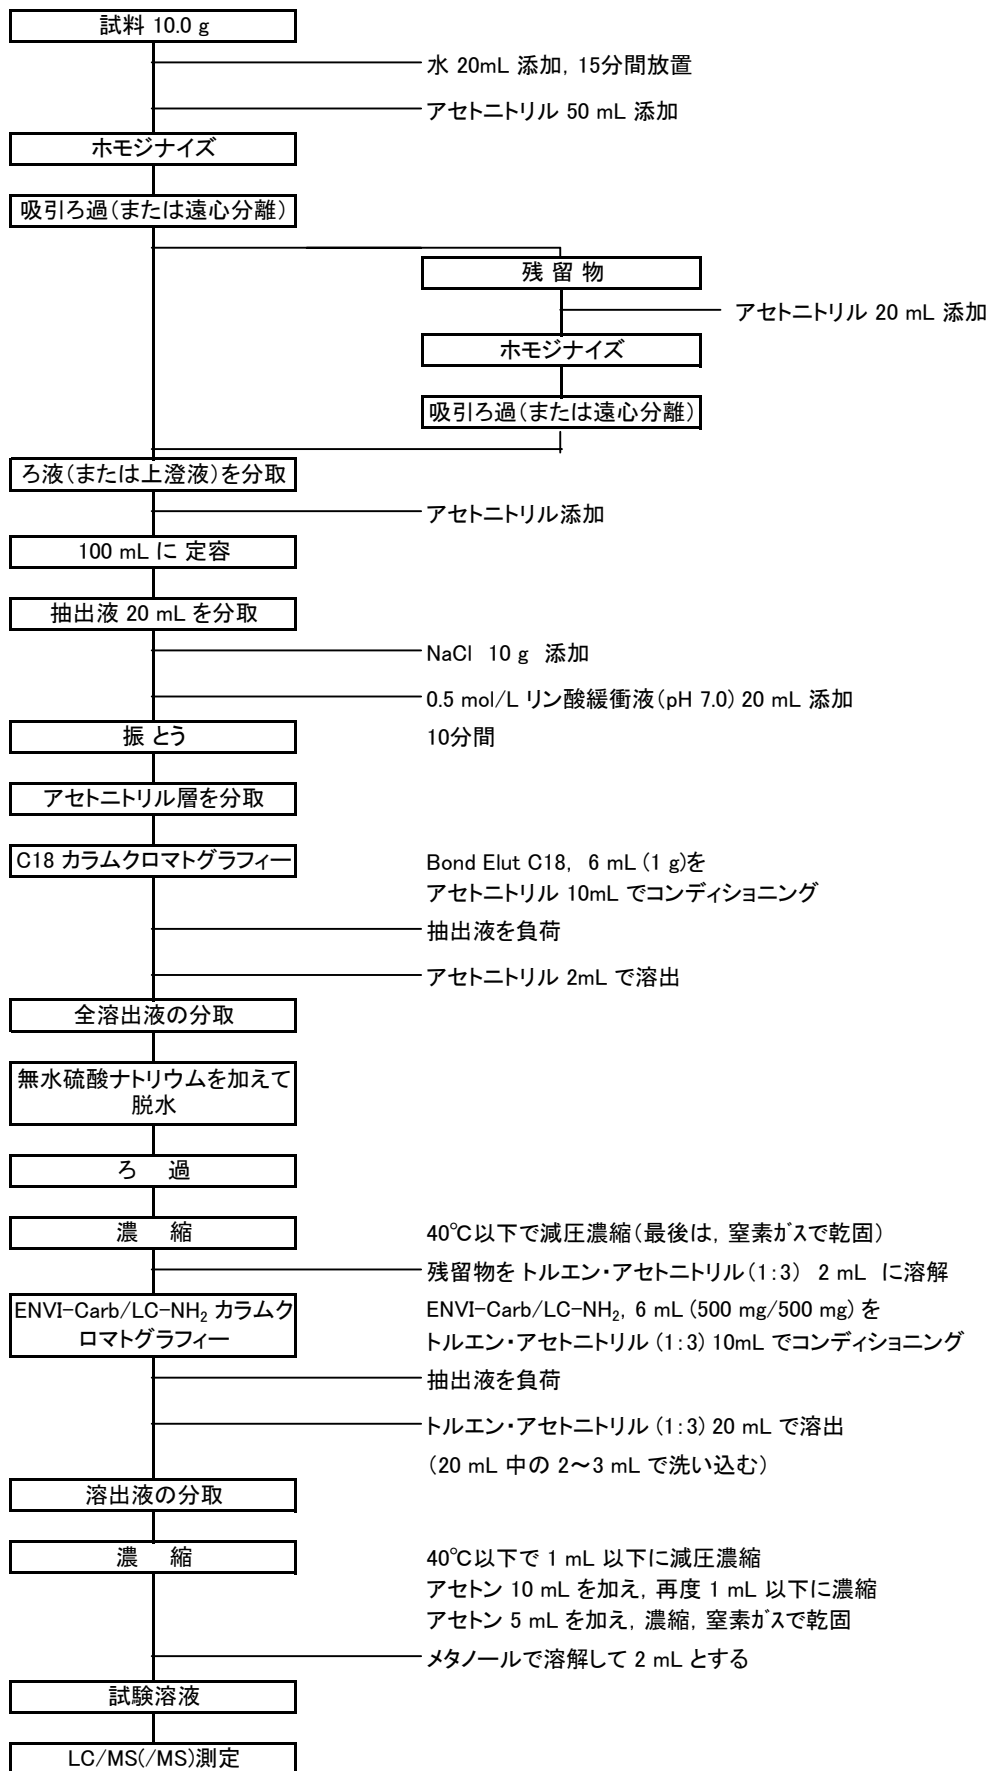 試料 10.0 g
水 20mL 添加, 15分間放置
アセトニトリル 50 mL 添加
ホモジナイズ
吸引ろ過(または遠心分離)
残 留 物
アセトニトリル 20 mL 添加
ホモジナイズ
吸引ろ過(または遠心分離)
ろ液(または上澄液)を分取
アセトニトリル添加
100 mL に 定容
抽出液 20 mL を分取
NaCl 10 g 添加
0.5 mol/L リン酸緩衝液(pH 7.0) 20 mL 添加
振 とう
10分間
アセトニトリル層を分取
C18 カラムクロマトグラフィー
Bond Elut C18, 6 mL (1 g)を
アセトニトリル 10mL でコンディショニング
抽出液を負荷
アセトニトリル 2mL で溶出
全溶出液の分取
無水硫酸ナトリウムを加えて
脱水
ろ 過
濃 縮
40℃以下で減圧濃縮(最後は, 窒素ｶﾞｽで乾固)
残留物を トルエン・アセトニトリル(1:3) 2 mL に溶解
ENVI-Carb/LC-NH₂ カラムク
ロマトグラフィー
ENVI-Carb/LC-NH₂, 6 mL (500 mg/500 mg) を
トルエン・アセトニトリル (1:3) 10mL でコンディショニング
抽出液を負荷
トルエン・アセトニトリル (1:3) 20 mL で溶出
(20 mL 中の 2～3 mL で洗い込む)
溶出液の分取
濃 縮
40℃以下で 1 mL 以下に減圧濃縮
アセトン 10 mL を加え, 再度 1 mL 以下に濃縮
アセトン 5 mL を加え, 濃縮, 窒素ｶﾞｽで乾固
メタノールで溶解して 2 mL とする
試験溶液
LC/MS(/MS)測定